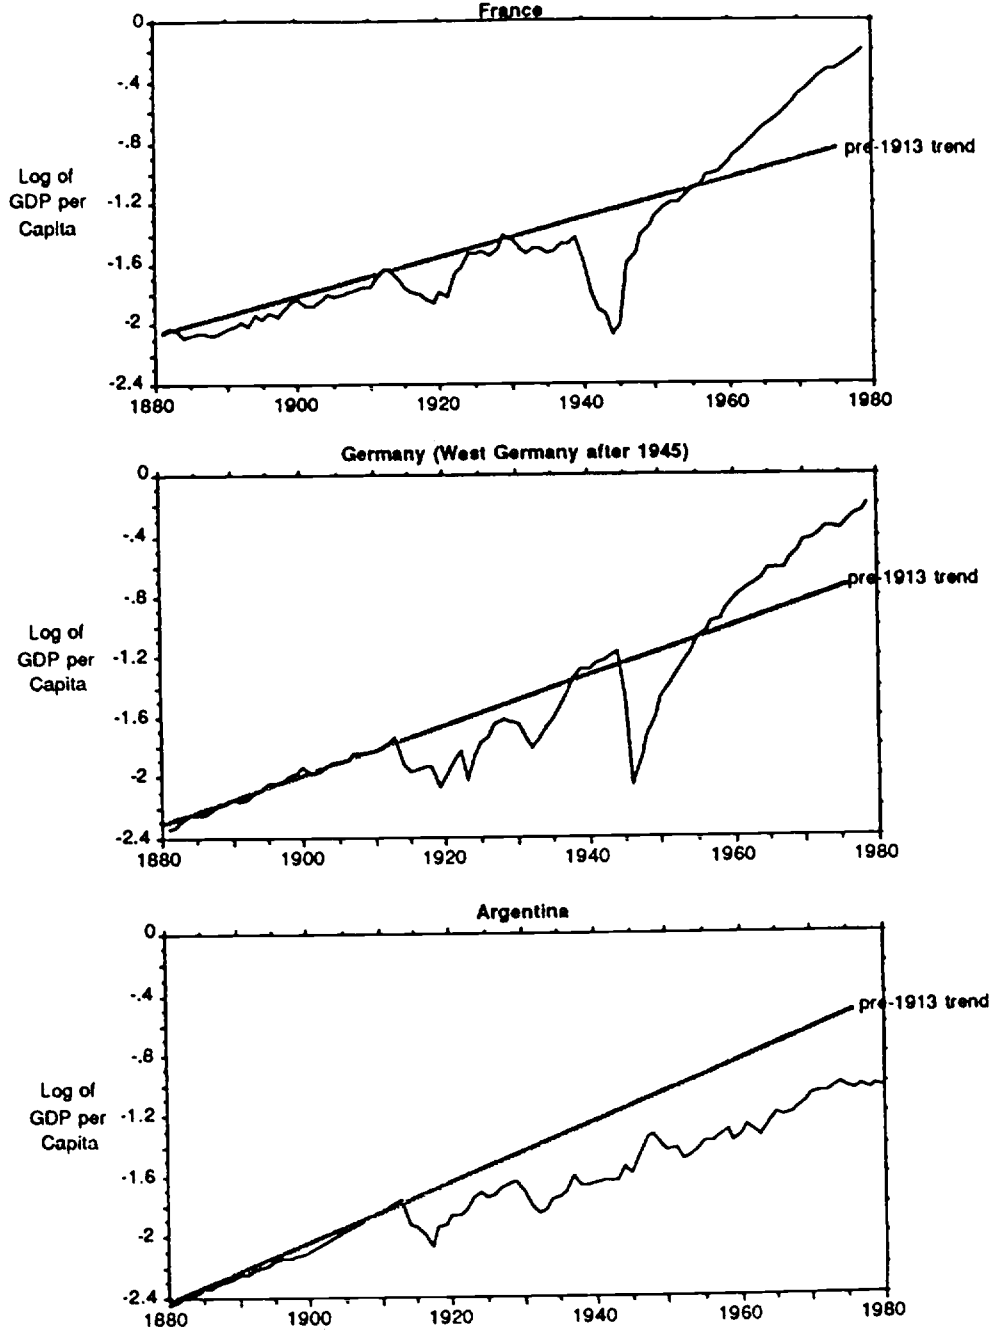 France
0
-.4
-.8
-1.2
-1.6
-2
-2.4
Log of
GDP per
Capita
pre-1913 trend
1880 1900 1920 1940 1960 1980
Germany (West Germany after 1945)
0
-.4
-.8
-1.2
-1.6
-2
-2.4
Log of
GDP per
Capita
pre-1913 trend
1880 1900 1920 1940 1960 1980
Argentina
0
-.4
-.8
-1.2
-1.6
-2
-2.4
Log of
GDP per
Capita
pre-1913 trend
1880 1900 1920 1940 1960 1980